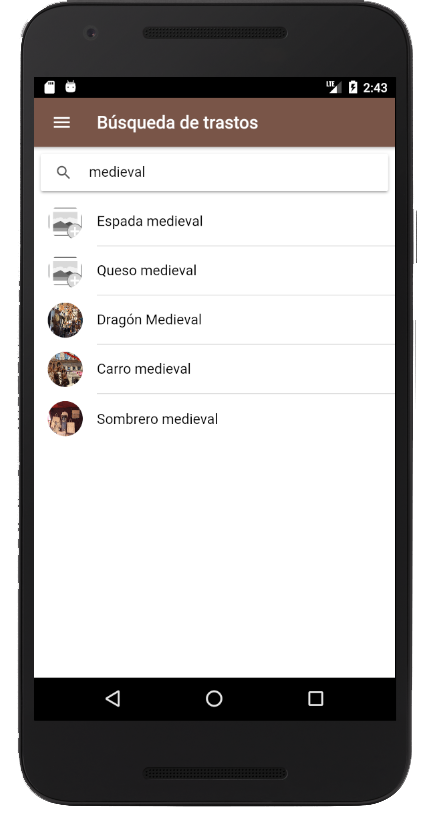 LTE 2:43
Búsqueda de trastos
medieval
Espada medieval
Queso medieval
Dragón Medieval
Carro medieval
Sombrero medieval